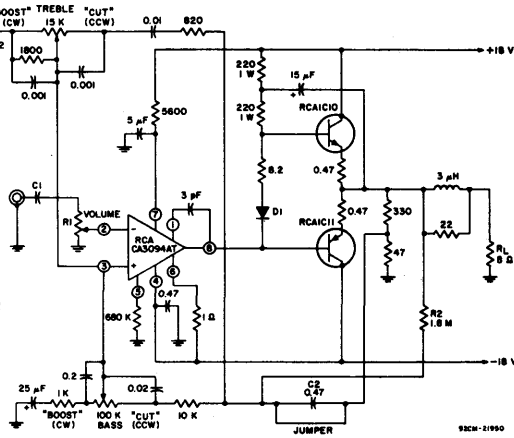 "BOOST" TREBLE "CUT"
(CW) 15 K (CCW)
0.01
820
2
1800
0.001
0.001
+18 V
220
1 W
15 µF
+
220
1 W
RCA1C10
5600
5 µF
8.2
0.47
3 µH
C1
3 pF
D1
0.47
330
R1
VOLUME
2
7
1
RCA
CA3094AT
8
RCA1C11
22
47
RL
8 Ω
3
5
4
6
0.47
680 K
1 Ω
R2
1.8 M
-18 V
0.2
0.02
25 µF
+
1K
"BOOST"
(CW)
100 K
BASS
"CUT"
(CCW)
10 K
C2
0.47
JUMPER
92CM-21990